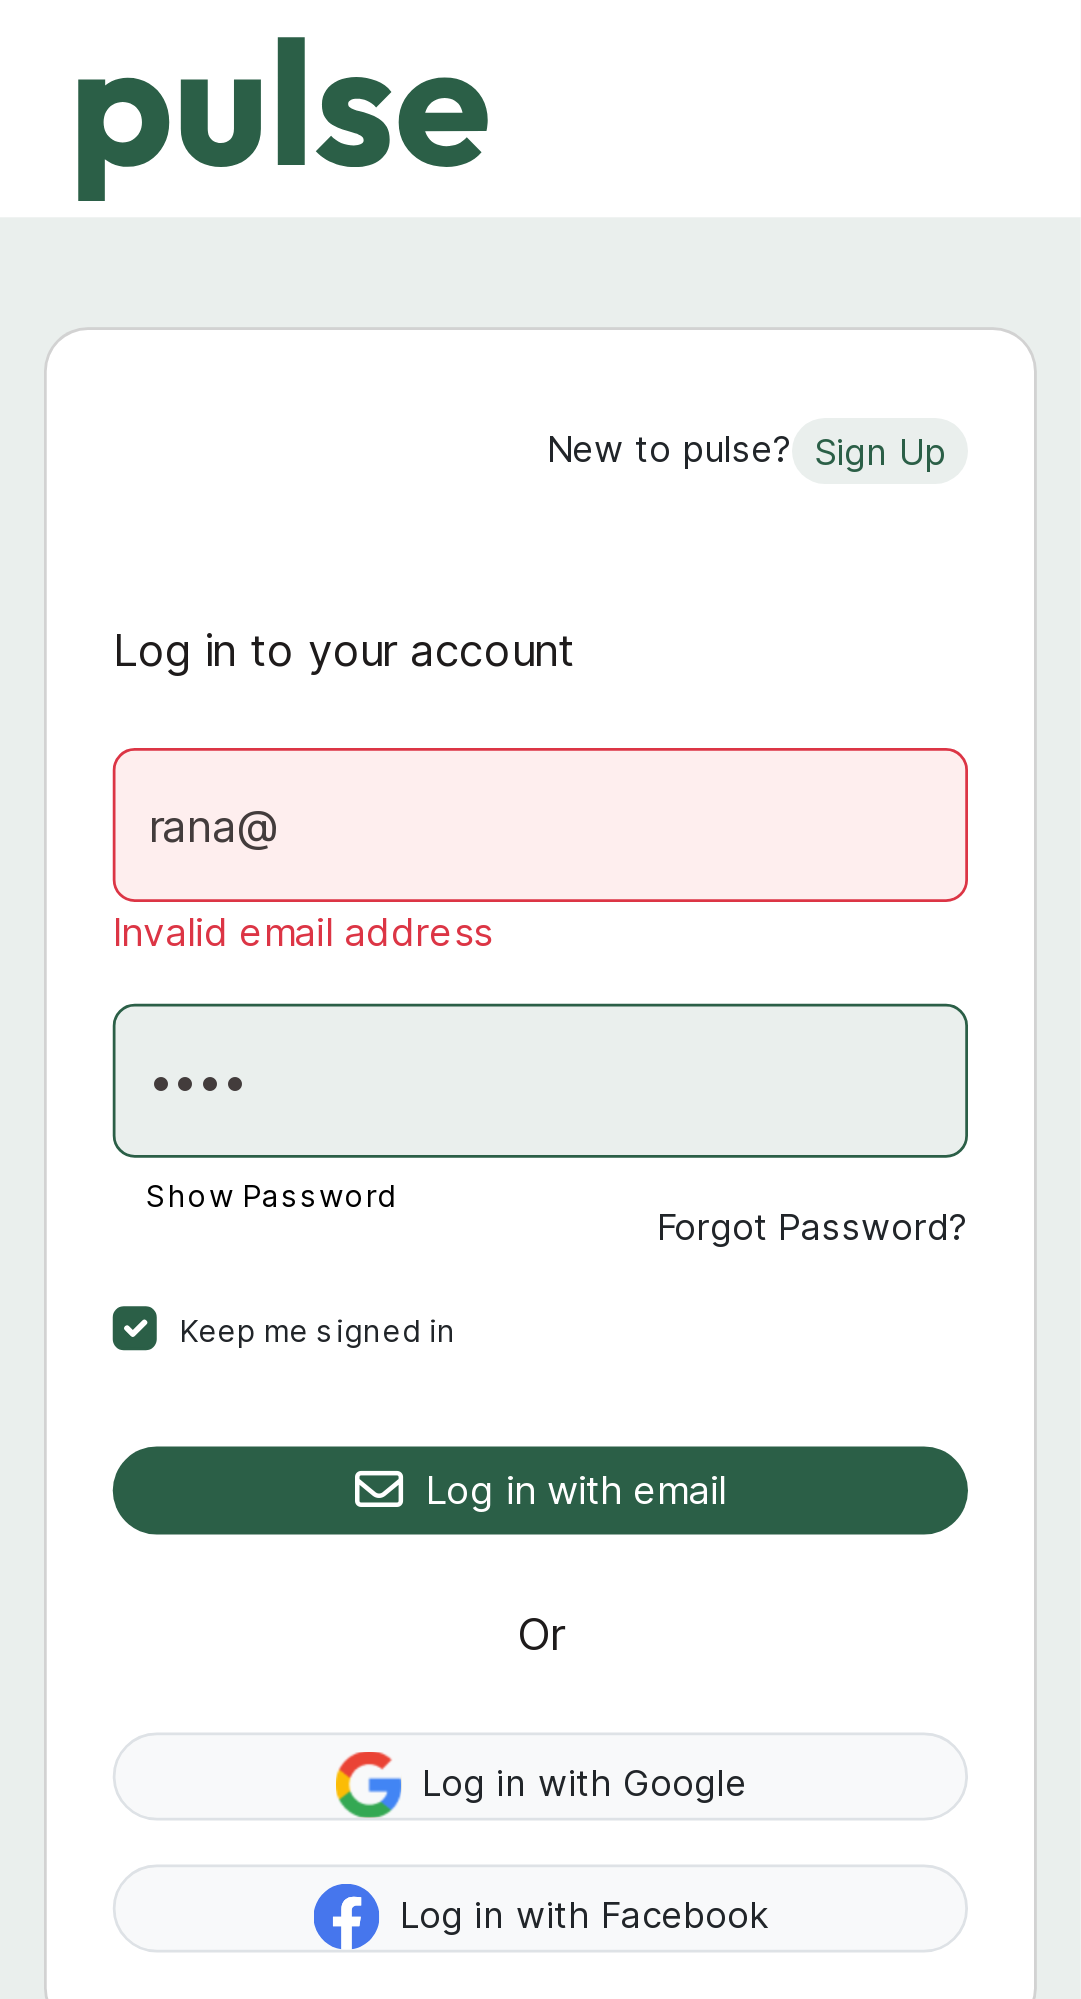 pulse
New to pulse? Sign Up
Log in to your account
rana@
Invalid email address
••••
Show Password
Forgot Password?
Keep me signed in
Log in with email
Or
Log in with Google
Log in with Facebook